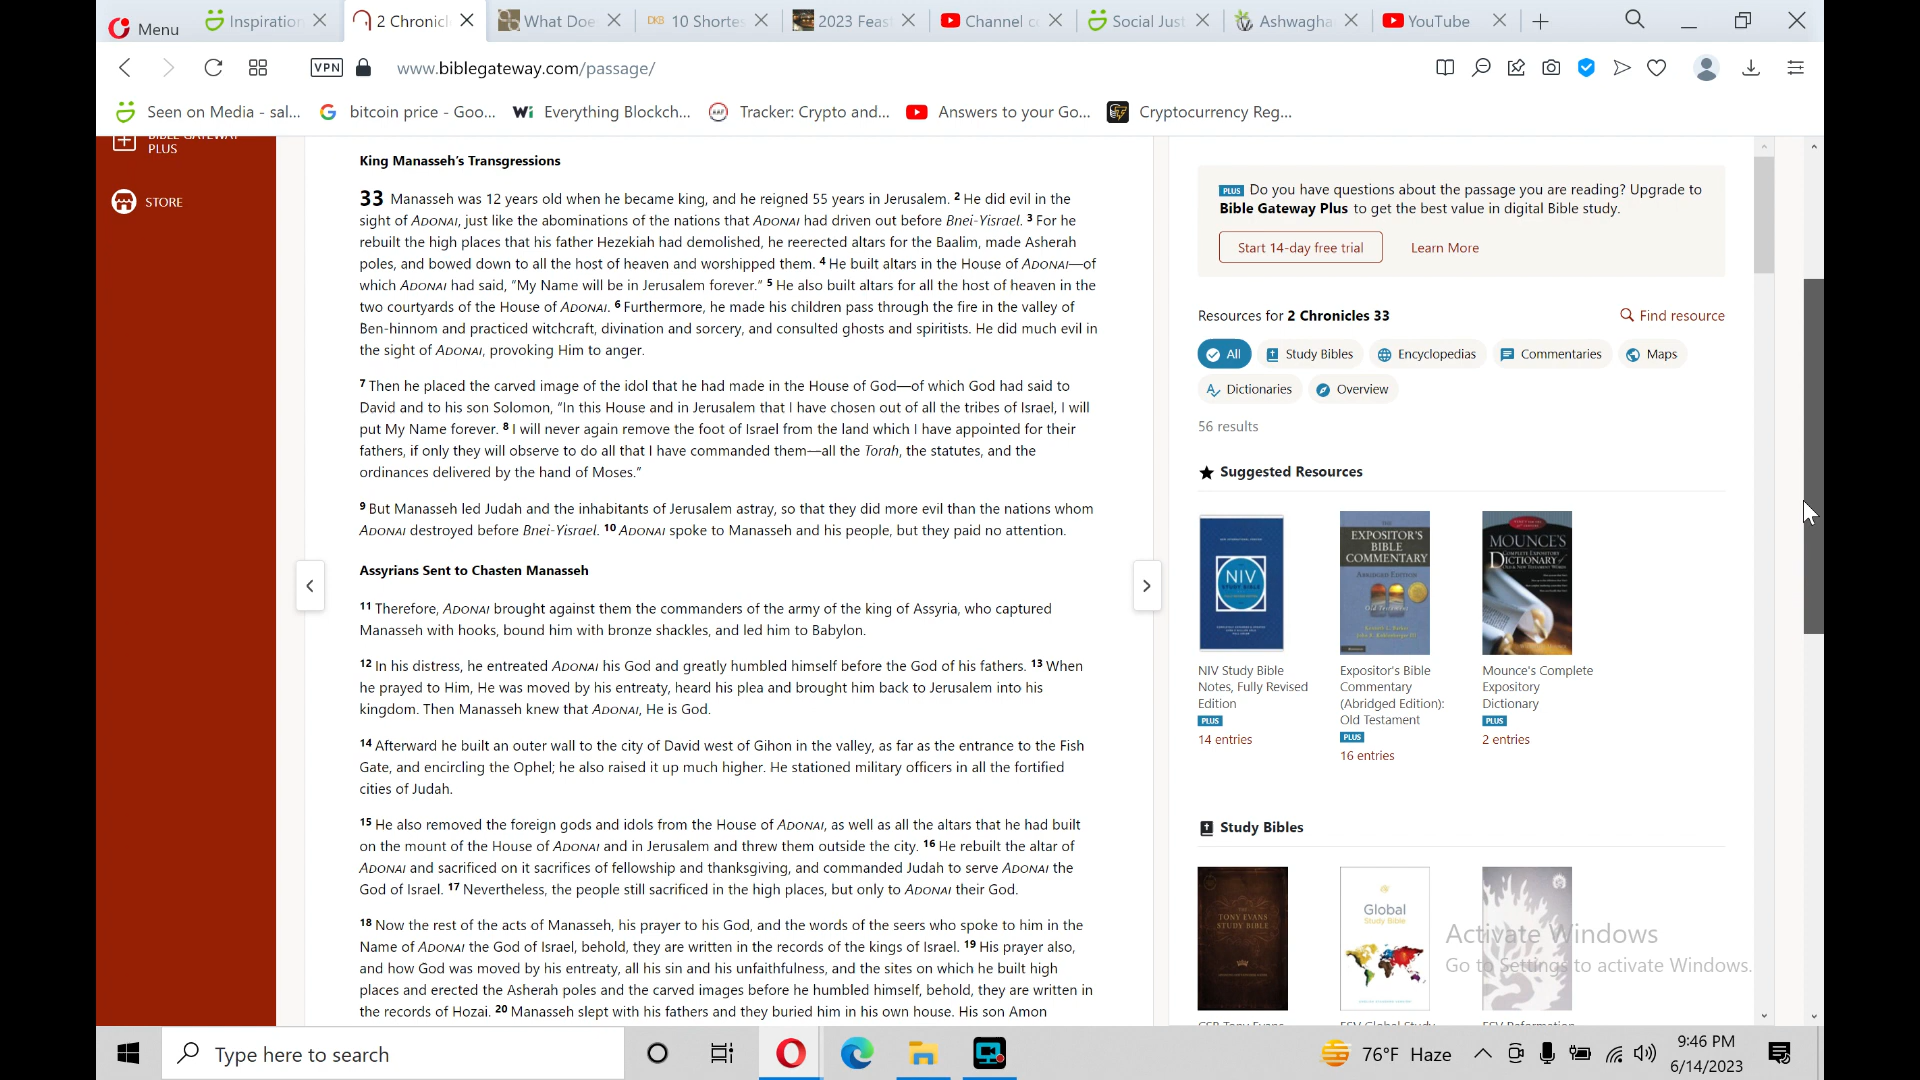 Menu
Inspiration
2 Chronicl
What Doe
10 Shortes
2023 Feas
Channel c
Social Just
Ashwagha
YouTube
VPN
www.biblegateway.com/passage/
Seen on Media - sal...
bitcoin price - Goo...
Everything Blockch...
Tracker: Crypto and...
Answers to your Go...
Cryptocurrency Reg...
BIBLE GATEWAY
PLUS
STORE
King Manasseh's Transgressions
33 Manasseh was 12 years old when he became king, and he reigned 55 years in Jerusalem. 2 He did evil in the
sight of ADONAI, just like the abominations of the nations that ADONAI had driven out before Bnei-Yisrael. 3 For he
rebuilt the high places that his father Hezekiah had demolished, he reerected altars for the Baalim, made Asherah
poles, and bowed down to all the host of heaven and worshipped them. 4 He built altars in the House of ADONAI—of
which ADONAI had said, "My Name will be in Jerusalem forever." 5 He also built altars for all the host of heaven in the
two courtyards of the House of ADONAI. 6 Furthermore, he made his children pass through the fire in the valley of
Ben-hinnom and practiced witchcraft, divination and sorcery, and consulted ghosts and spiritists. He did much evil in
the sight of ADONAI, provoking Him to anger.
7 Then he placed the carved image of the idol that he had made in the House of God—of which God had said to
David and to his son Solomon, "In this House and in Jerusalem that I have chosen out of all the tribes of Israel, I will
put My Name forever. 8 I will never again remove the foot of Israel from the land which I have appointed for their
fathers, if only they will observe to do all that I have commanded them—all the Torah, the statutes, and the
ordinances delivered by the hand of Moses."
9 But Manasseh led Judah and the inhabitants of Jerusalem astray, so that they did more evil than the nations whom
ADONAI destroyed before Bnei-Yisrael. 10 ADONAI spoke to Manasseh and his people, but they paid no attention.
Assyrians Sent to Chasten Manasseh
11 Therefore, ADONAI brought against them the commanders of the army of the king of Assyria, who captured
Manasseh with hooks, bound him with bronze shackles, and led him to Babylon.
12 In his distress, he entreated ADONAI his God and greatly humbled himself before the God of his fathers. 13 When
he prayed to Him, He was moved by his entreaty, heard his plea and brought him back to Jerusalem into his
kingdom. Then Manasseh knew that ADONAI, He is God.
14 Afterward he built an outer wall to the city of David west of Gihon in the valley, as far as the entrance to the Fish
Gate, and encircling the Ophel; he also raised it up much higher. He stationed military officers in all the fortified
cities of Judah.
15 He also removed the foreign gods and idols from the House of ADONAI, as well as all the altars that he had built
on the mount of the House of ADONAI and in Jerusalem and threw them outside the city. 16 He rebuilt the altar of
ADONAI and sacrificed on it sacrifices of fellowship and thanksgiving, and commanded Judah to serve ADONAI the
God of Israel. 17 Nevertheless, the people still sacrificed in the high places, but only to ADONAI their God.
18 Now the rest of the acts of Manasseh, his prayer to his God, and the words of the seers who spoke to him in the
Name of ADONAI the God of Israel, behold, they are written in the records of the kings of Israel. 19 His prayer also,
and how God was moved by his entreaty, all his sin and his unfaithfulness, and the sites on which he built high
places and erected the Asherah poles and the carved images before he humbled himself, behold, they are written in
the records of Hozai. 20 Manasseh slept with his fathers and they buried him in his own house. His son Amon
PLUS Do you have questions about the passage you are reading? Upgrade to
Bible Gateway Plus to get the best value in digital Bible study.
Start 14-day free trial
Learn More
Resources for 2 Chronicles 33
Find resource
All
Study Bibles
Encyclopedias
Commentaries
Maps
Dictionaries
Overview
56 results
Suggested Resources
NIV
EXPOSITOR'S
BIBLE
COMMENTARY
ABRIDGED EDITION
Old Testament
MOUNCE'S
COMPLETE EXPOSITORY
DICTIONARY
NIV Study Bible
Notes, Fully Revised
Edition
PLUS
14 entries
Expositor's Bible
Commentary
(Abridged Edition):
Old Testament
PLUS
16 entries
Mounce's Complete
Expository
Dictionary
PLUS
2 entries
Study Bibles
TONY EVANS
STUDY BIBLE
Global
Study Bible
Activate Windows
Go to Settings to activate Windows.
Type here to search
76°F Haze
9:46 PM
6/14/2023